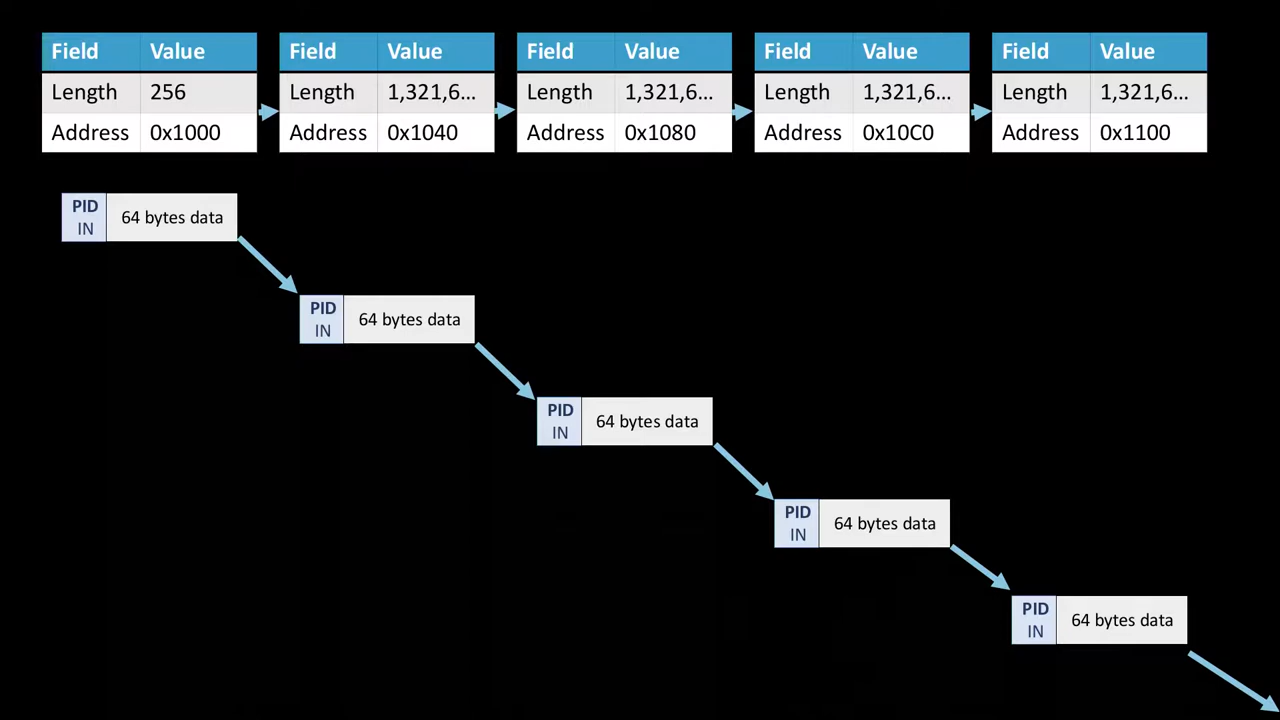 Field Value
Length 256
Address 0x1000
Field Value
Length 1,321,6...
Address 0x1040
Field Value
Length 1,321,6...
Address 0x1080
Field Value
Length 1,321,6...
Address 0x10C0
Field Value
Length 1,321,6...
Address 0x1100
PID
IN
64 bytes data
PID
IN
64 bytes data
PID
IN
64 bytes data
PID
IN
64 bytes data
PID
IN
64 bytes data